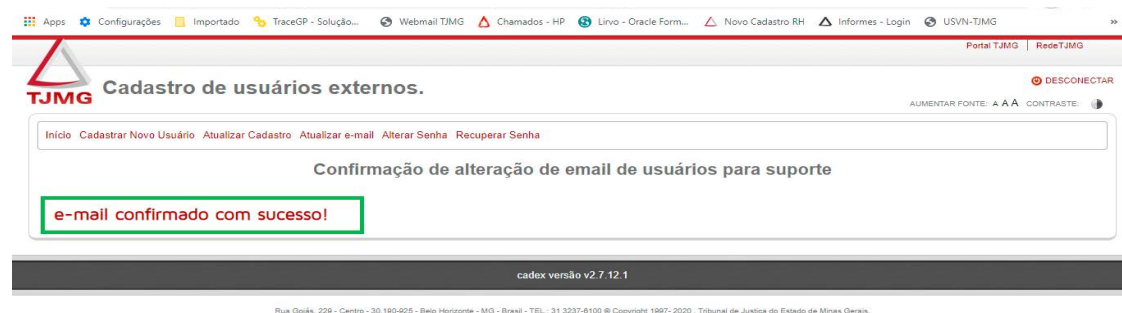 Apps Configurações Importado TraceGP - Solução... Webmail TJMG Chamados - HP Lirvo - Oracle Form... Novo Cadastro RH Informes - Login USVN-TJMG »
Portal TJMG | RedeTJMG
TJMG
Cadastro de usuários externos.
DESCONECTAR
AUMENTAR FONTE: A A A CONTRASTE:
Início Cadastrar Novo Usuário Atualizar Cadastro Atualizar e-mail Alterar Senha Recuperar Senha
Confirmação de alteração de email de usuários para suporte
e-mail confirmado com sucesso!
cadex versão v2.7.12.1
Rua Goiás, 229 - Centro - 30.190-925 - Belo Horizonte - MG - Brasil - TEL.: 31 3237-6100 ® Copyright 1997- 2020 . Tribunal de Justiça do Estado de Minas Gerais.